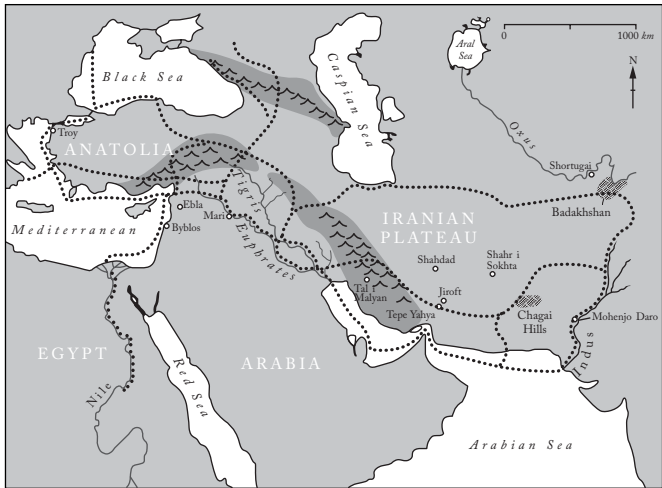 0 1000 km
Aral
Sea
N
Black Sea
Caspian Sea
Oxus
Troy
ANATOLIA
Shortugai
Tigris
Badakhshan
Ebla
Mari
IRANIAN
PLATEAU
Mediterranean
Byblos
Euphrates
Shahdad
Shahr i
Sokhta
Tal i
Malyan
Jiroft
Tepe Yahya
Chagai
Hills
Mohenjo Daro
Indus
EGYPT
ARABIA
Red Sea
Nile
Arabian Sea